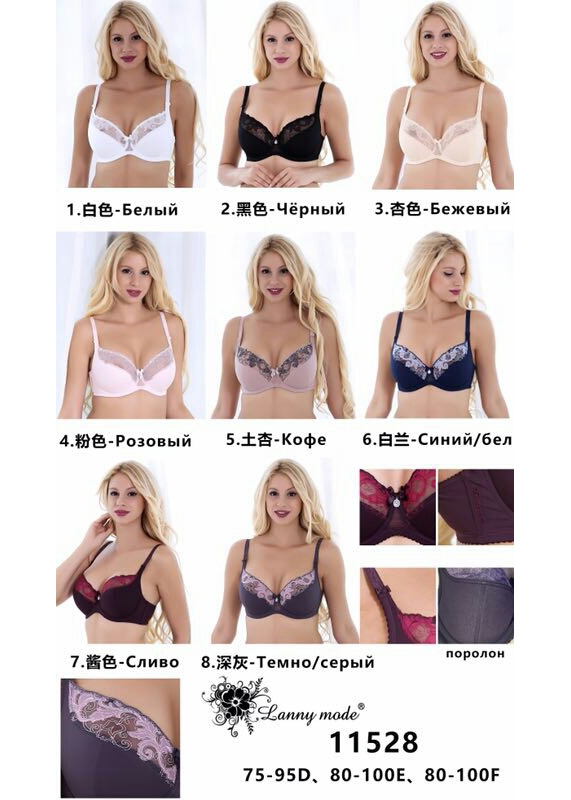 1.白色-Белый
2.黑色-Чёрный
3.杏色-Бежевый
4.粉色-Розовый
5.土杏-Кофе
6.白兰-Синий/бел
7.酱色-Сливо
8.深灰-Темно/серый
поролон
Lanny mode®
11528
75-95D、80-100E、80-100F